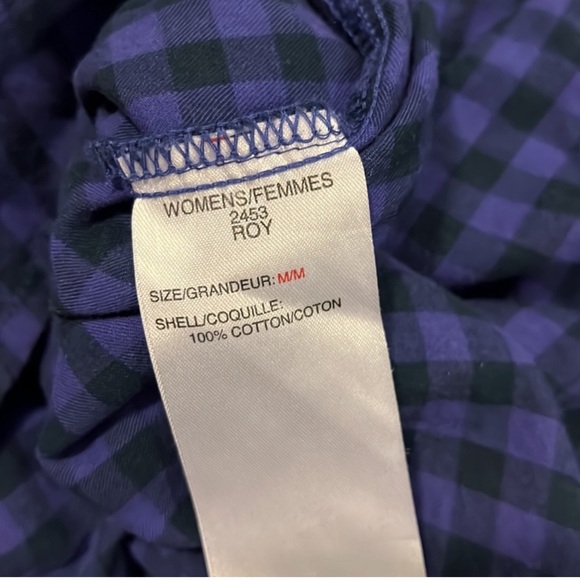 WOMENS/FEMMES
2453
ROY
SIZE/GRANDEUR: M/M
SHELL/COQUILLE:
100% COTTON/COTON